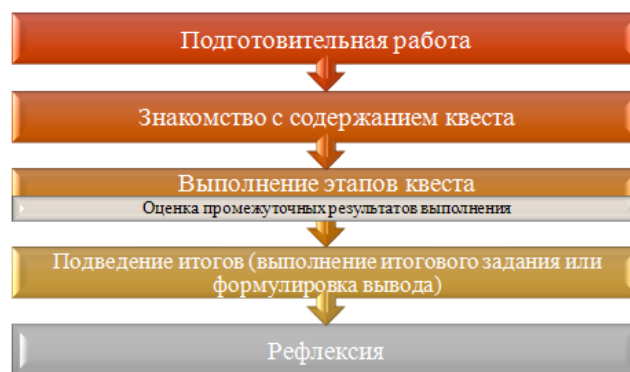 Подготовительная работа
Знакомство с содержанием квеста
Выполнение этапов квеста
Оценка промежуточных результатов выполнения
Подведение итогов (выполнение итогового задания или
формулировка вывода)
Рефлексия